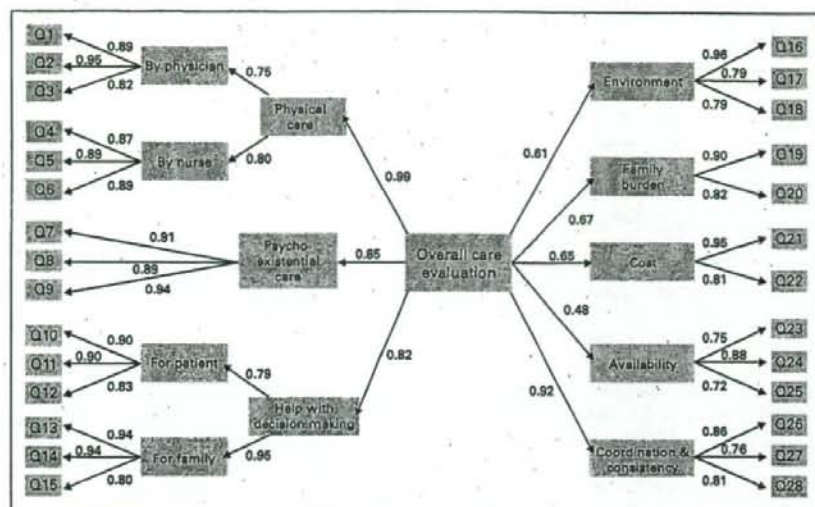 Q1
Q2
Q3
0.89
0.95
0.82
By physician
0.75
Q4
Q5
Q6
0.87
0.89
0.89
By nurse
0.80
Physical
care
0.99
Q7
Q8
Q9
0.91
0.89
0.94
Psycho-
existential
care
0.85
Q10
Q11
Q12
0.90
0.90
0.83
For patient
0.79
Q13
Q14
Q15
0.94
0.94
0.80
For family
0.95
Help with
decision making
0.82
Overall care
evaluation
0.61
Environment
0.96
0.79
0.79
Q16
Q17
Q18
0.67
Family
burden
0.90
0.82
Q19
Q20
0.65
Cost
0.95
0.81
Q21
Q22
0.48
Availability
0.75
0.88
0.72
Q23
Q24
Q25
0.92
Coordination &
consistency
0.86
0.76
0.81
Q26
Q27
Q28